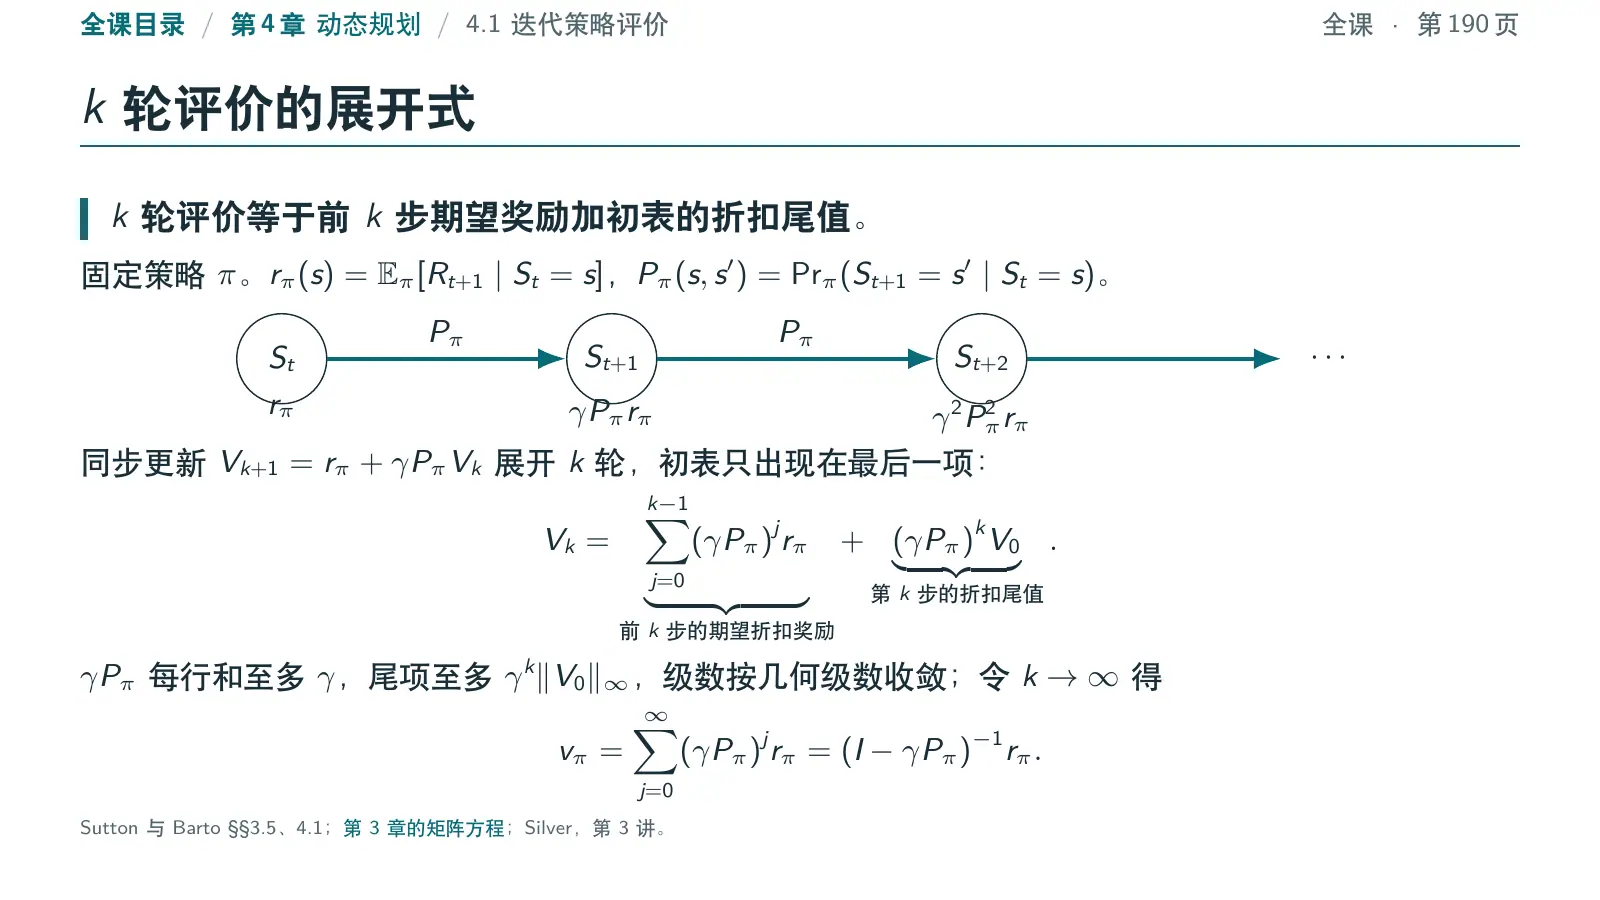 全课目录 / 第 4 章 动态规划 / 4.1 迭代策略评价
全课 · 第 190 页
k 轮评价的展开式
k 轮评价等于前 k 步期望奖励加初表的折扣尾值。
固定策略 π。r_π(s) = 𝔼_π[R_{t+1} | S_t = s]，P_π(s, s′) = Pr_π(S_{t+1} = s′ | S_t = s)。
P_π P_π
S_t S_{t+1} S_{t+2} ···
r_π γP_π r_π γ²P_π² r_π
同步更新 V_{k+1} = r_π + γP_π V_k 展开 k 轮，初表只出现在最后一项：
V_k = ∑_{j=0}^{k−1} (γP_π)^j r_π + (γP_π)^k V_0 .
第 k 步的折扣尾值
前 k 步的期望折扣奖励
γP_π 每行和至多 γ，尾项至多 γ^k‖V_0‖_∞，级数按几何级数收敛；令 k → ∞ 得
v_π = ∑_{j=0}^{∞} (γP_π)^j r_π = (I − γP_π)^{−1} r_π.
Sutton 与 Barto §§3.5、4.1；第 3 章的矩阵方程；Silver，第 3 讲。